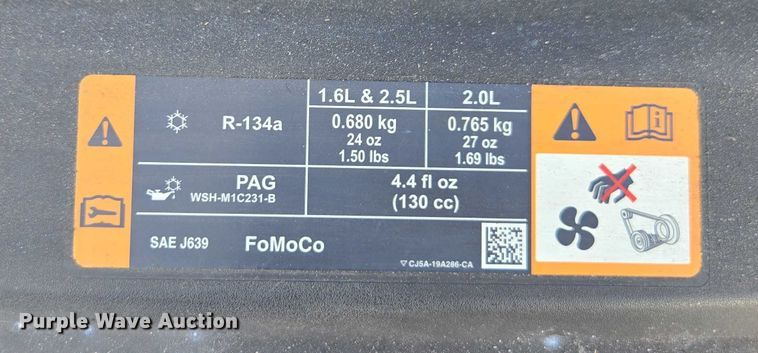 1.6L & 2.5L 2.0L
R-134a 0.680 kg 0.765 kg
24 oz 27 oz
1.50 lbs 1.69 lbs
PAG 4.4 fl oz
WSH-M1C231-B (130 cc)
SAE J639 FoMoCo
CJ5A-19A286-CA
Purple Wave Auction